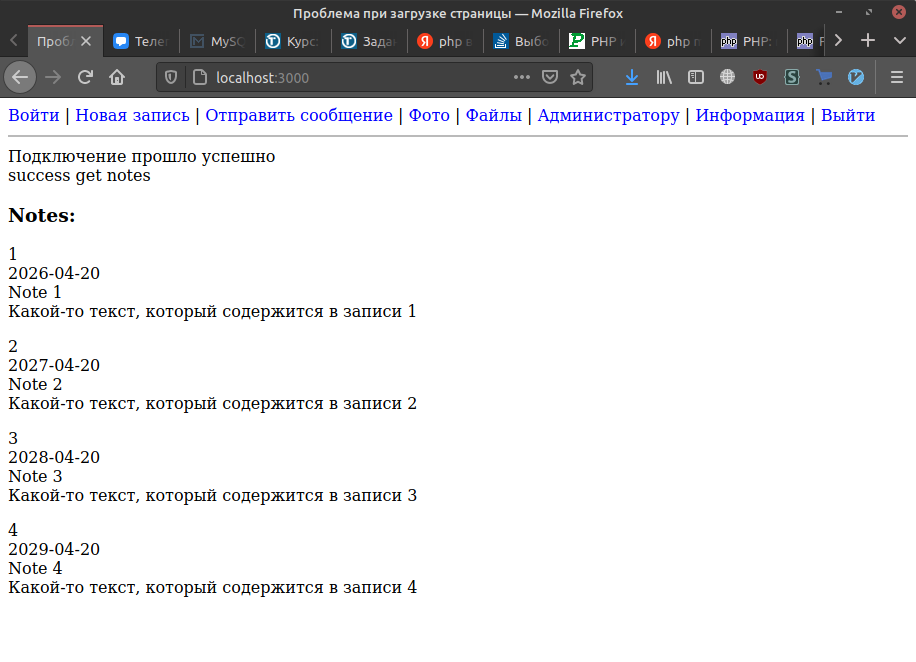 Проблема при загрузке страницы — Mozilla Firefox
Проб Теле MySQ Курс: Зада php в Выбо PHP php п PHP:
localhost:3000
Войти | Новая запись | Отправить сообщение | Фото | Файлы | Администратору | Информация | Выйти
Подключение прошло успешно
success get notes
Notes:
1
2026-04-20
Note 1
Какой-то текст, который содержится в записи 1
2
2027-04-20
Note 2
Какой-то текст, который содержится в записи 2
3
2028-04-20
Note 3
Какой-то текст, который содержится в записи 3
4
2029-04-20
Note 4
Какой-то текст, который содержится в записи 4